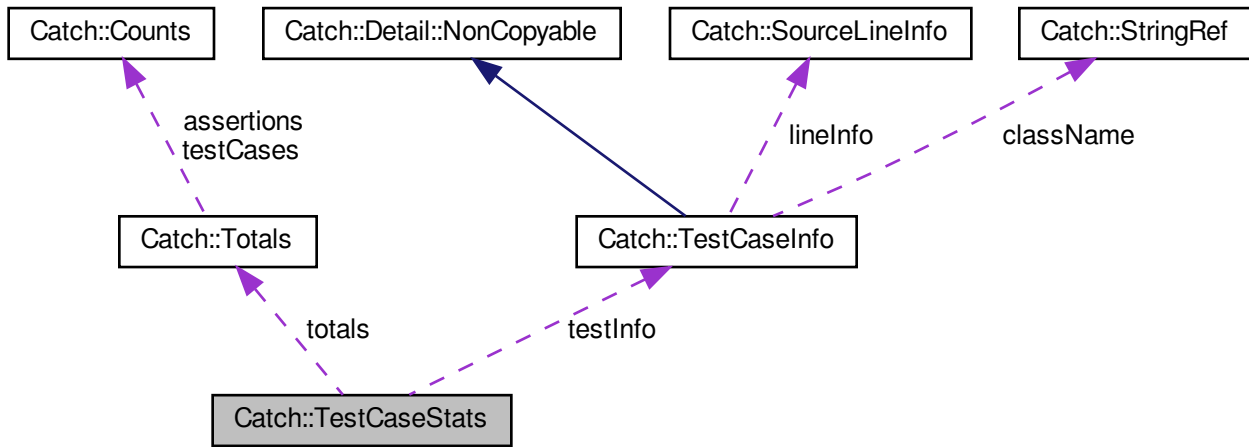 Catch::Counts
Catch::Detail::NonCopyable
Catch::SourceLineInfo
Catch::StringRef
assertions
testCases
lineInfo
className
Catch::Totals
Catch::TestCaseInfo
totals
testInfo
Catch::TestCaseStats